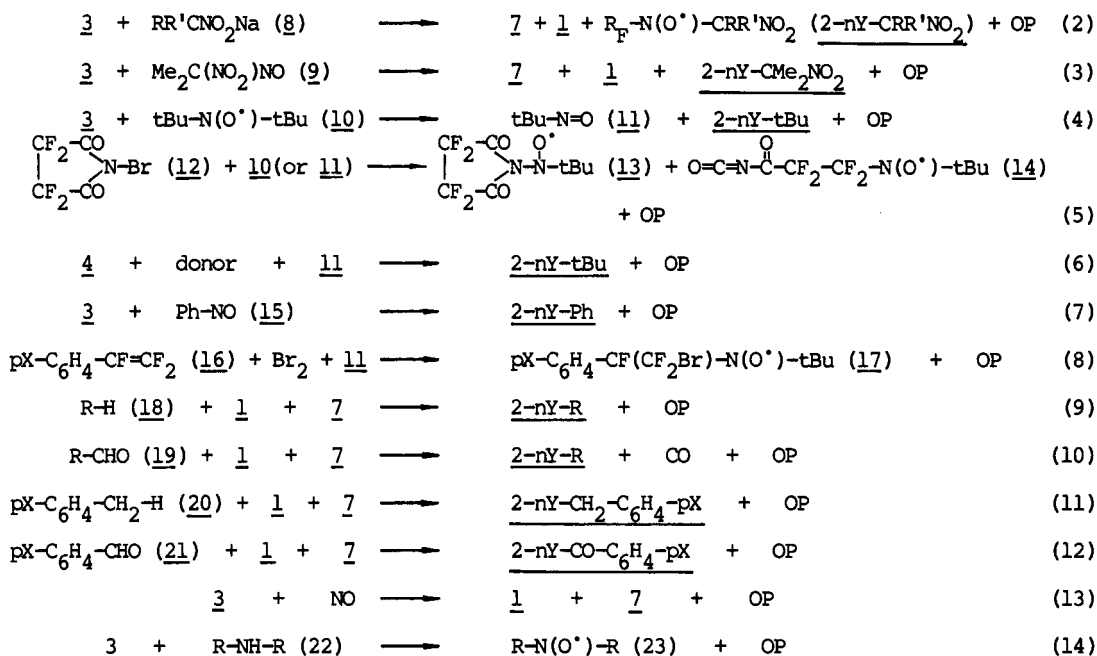 3 + RR'CNO2Na (8) ⟶ 7 + 1 + RF-N(O•)-CRR'NO2 (2-nY-CRR'NO2) + OP (2)
3 + Me2C(NO2)NO (9) ⟶ 7 + 1 + 2-nY-CMe2NO2 + OP (3)
3 + tBu-N(O•)-tBu (10) ⟶ tBu-N=O (11) + 2-nY-tBu + OP (4)
CF2-CO CF2-CO N-Br (12) + 10(or 11) ⟶ CF2-CO CF2-CO N-N(O•)-tBu (13) + O=C=N-C(=O)-CF2-CF2-N(O•)-tBu (14)
+ OP (5)
4 + donor + 11 ⟶ 2-nY-tBu + OP (6)
3 + Ph-NO (15) ⟶ 2-nY-Ph + OP (7)
pX-C6H4-CF=CF2 (16) + Br2 + 11 ⟶ pX-C6H4-CF(CF2Br)-N(O•)-tBu (17) + OP (8)
R-H (18) + 1 + 7 ⟶ 2-nY-R + OP (9)
R-CHO (19) + 1 + 7 ⟶ 2-nY-R + CO + OP (10)
pX-C6H4-CH2-H (20) + 1 + 7 ⟶ 2-nY-CH2-C6H4-pX + OP (11)
pX-C6H4-CHO (21) + 1 + 7 ⟶ 2-nY-CO-C6H4-pX + OP (12)
3 + NO ⟶ 1 + 7 + OP (13)
3 + R-NH-R (22) ⟶ R-N(O•)-R (23) + OP (14)